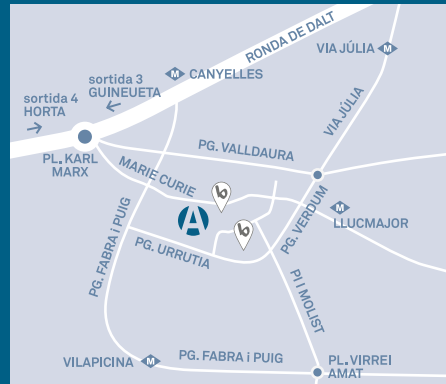 RONDA DE DALT
VIA JÚLIA M
M CANYELLES
sortida 3
GUINEUETA
sortida 4
HORTA
VIA JÚLIA
PL. KARL
MARX
PG. VALLDAURA
MARIE CURIE
A
b
b
M
LLUCMAJOR
PG. VERDUM
PG. URRUTIA
PG. FABRA i PUIG
PI I MOLIST
VILAPICINA M
PG. FABRA i PUIG
PL. VIRREI
AMAT